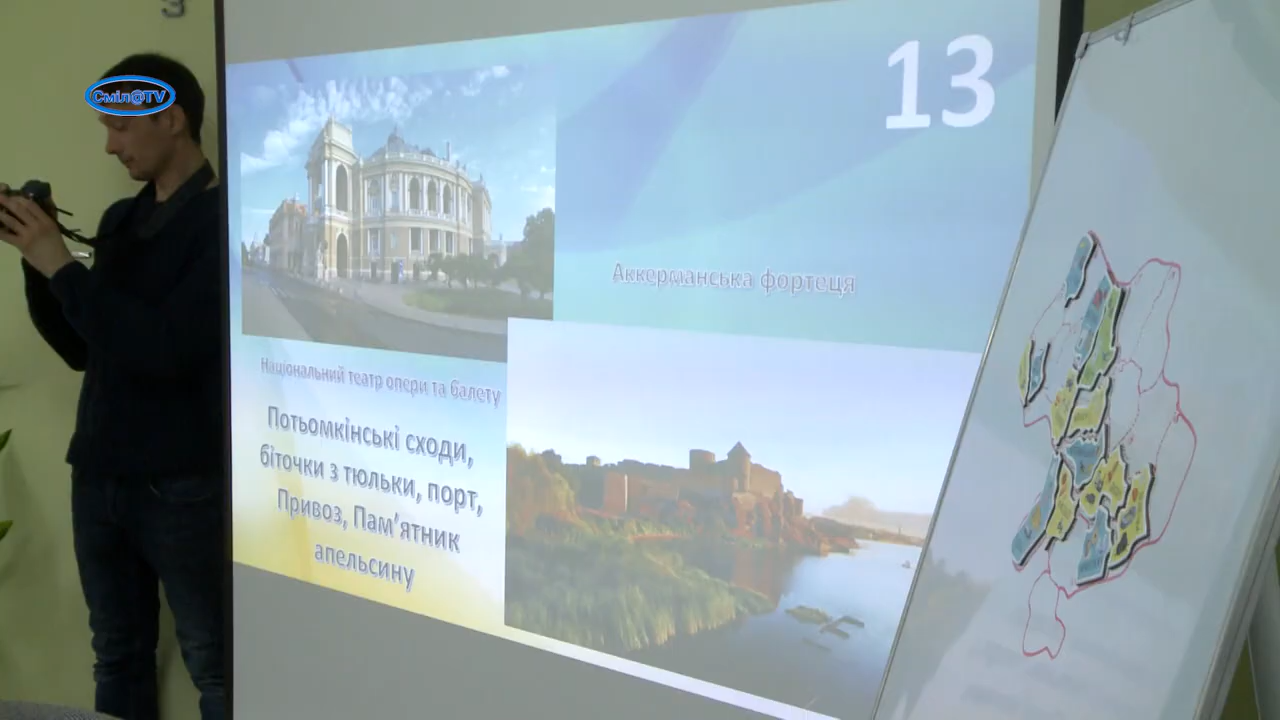 Сміл@TV
13
Аккерманська фортеця
Національний театр опери та балету
Потьомкінські сходи,
біточки з тюльки, порт,
Привоз, Пам'ятник
апельсину